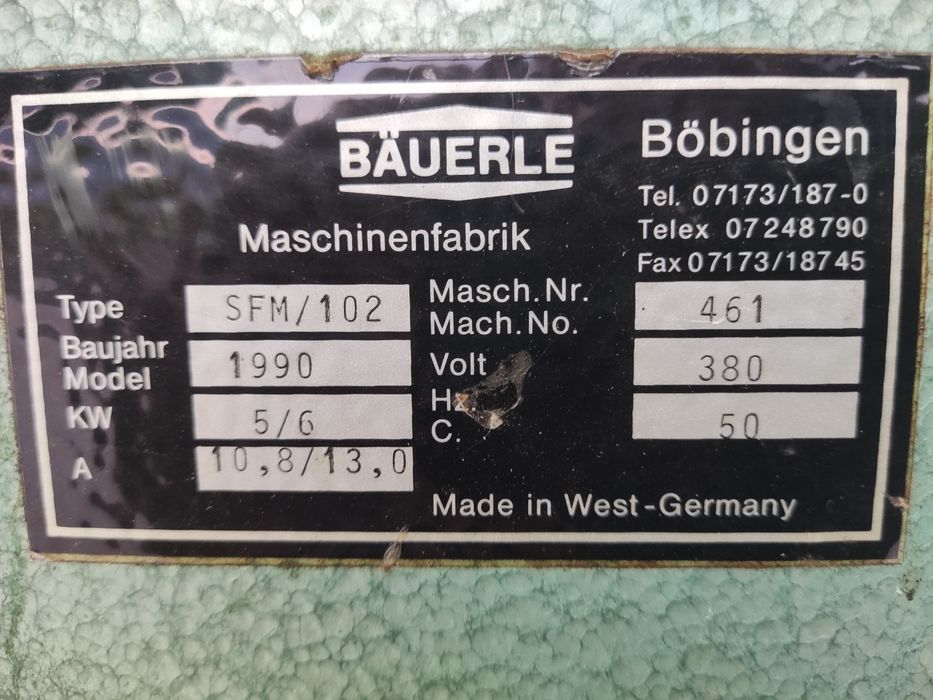 BÄUERLE
Maschinenfabrik
Böbingen
Tel. 07173/187-0
Telex 07248790
Fax 07173/18745
Type SFM/102
Masch.Nr.
Mach.No. 461
Baujahr
Model 1990
Volt 380
KW 5/6
Hz
C. 50
A 10,8/13,0
Made in West-Germany